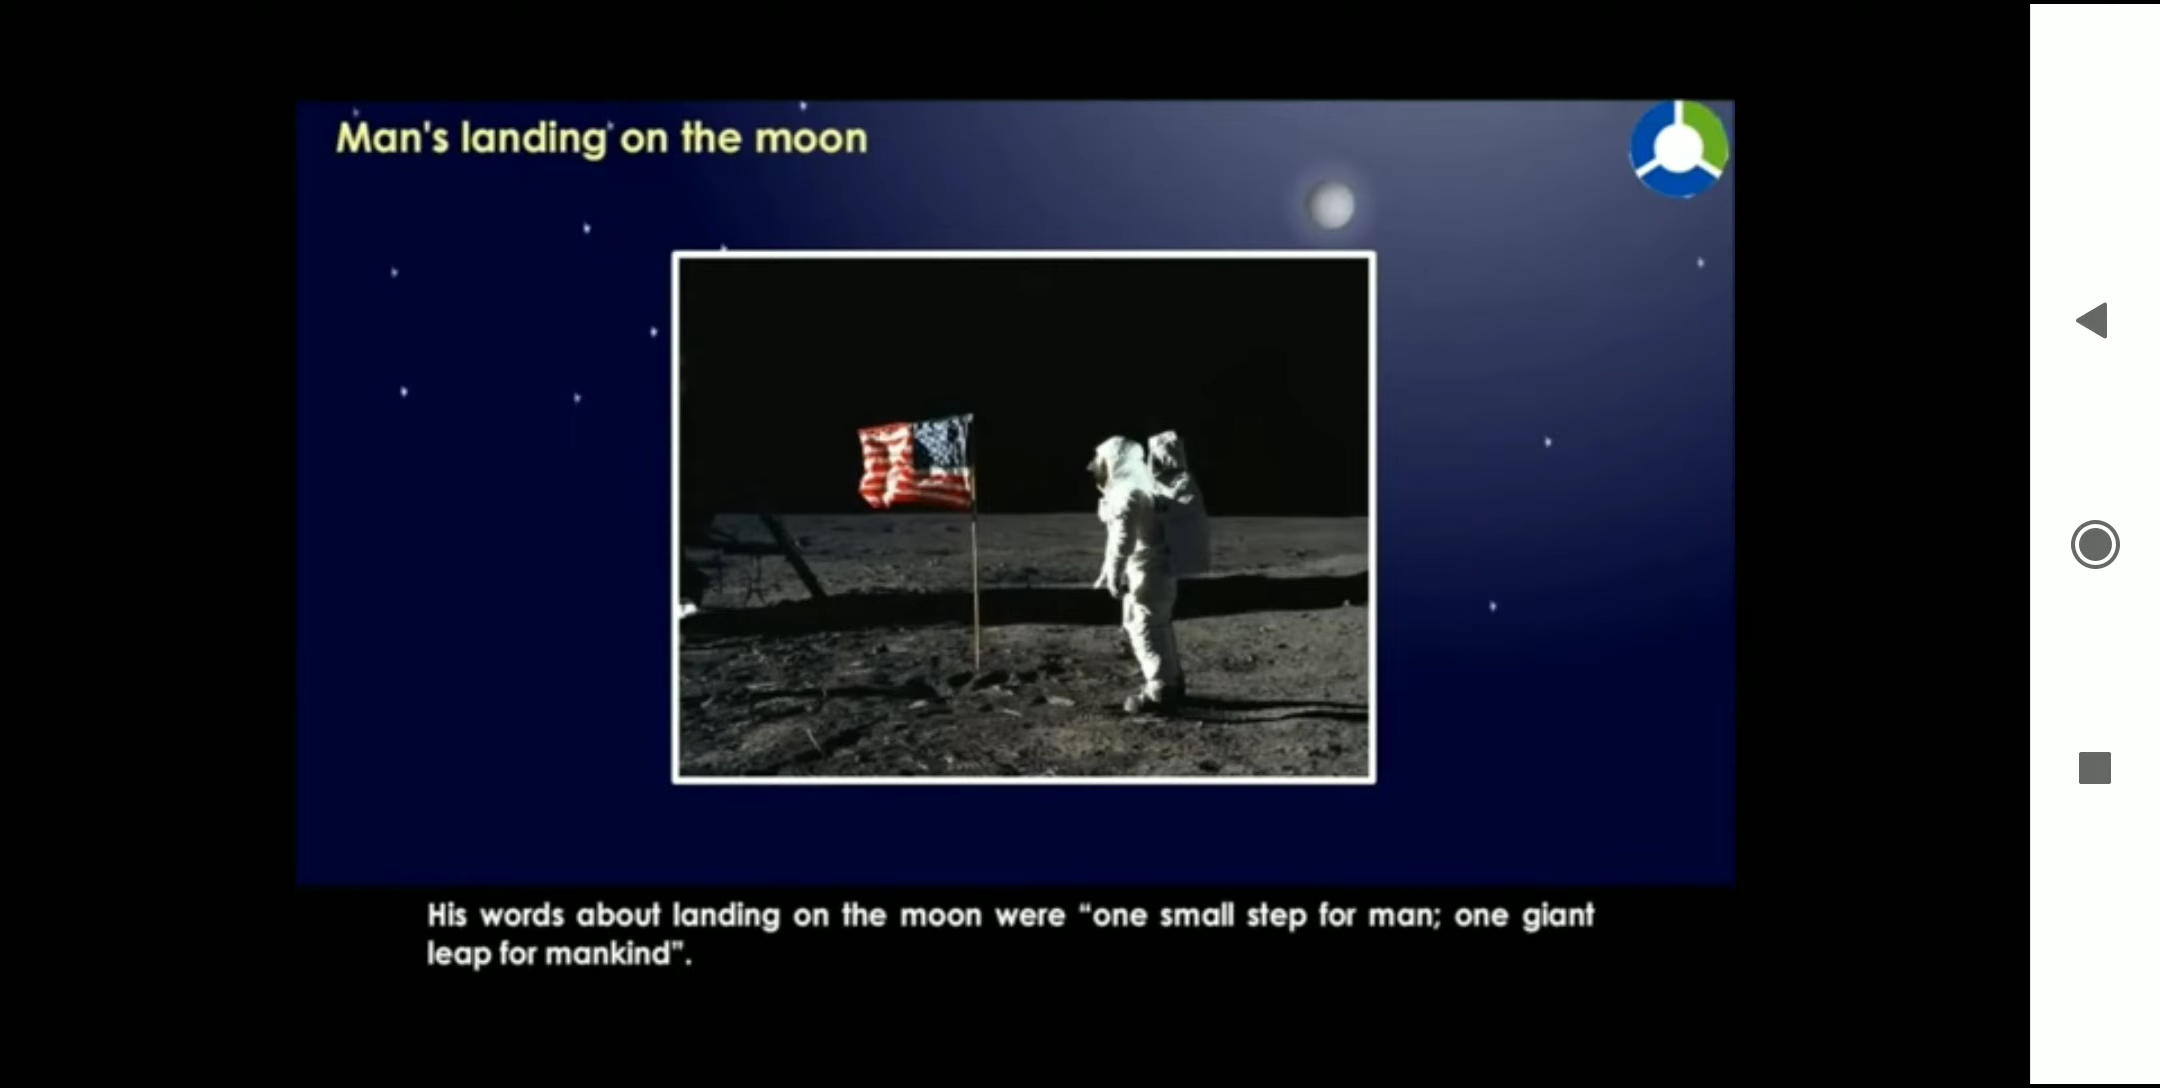 Man's landing on the moon
His words about landing on the moon were “one small step for man; one giant
leap for mankind”.